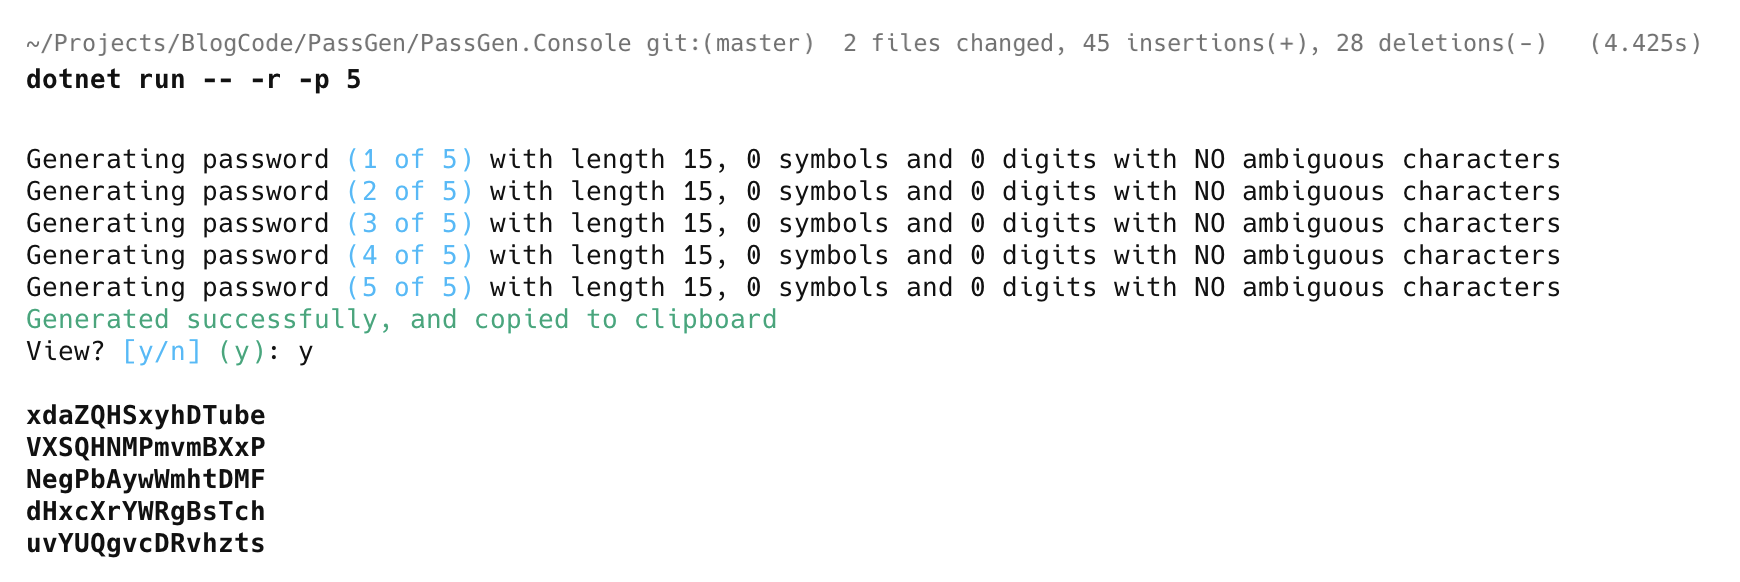 ~/Projects/BlogCode/PassGen/PassGen.Console git:(master)  2 files changed, 45 insertions(+), 28 deletions(-)   (4.425s)
dotnet run -- -r -p 5
Generating password (1 of 5) with length 15, 0 symbols and 0 digits with NO ambiguous characters
Generating password (2 of 5) with length 15, 0 symbols and 0 digits with NO ambiguous characters
Generating password (3 of 5) with length 15, 0 symbols and 0 digits with NO ambiguous characters
Generating password (4 of 5) with length 15, 0 symbols and 0 digits with NO ambiguous characters
Generating password (5 of 5) with length 15, 0 symbols and 0 digits with NO ambiguous characters
Generated successfully, and copied to clipboard
View? [y/n] (y): y
xdaZQHSxyhDTube
VXSQHNMPmvmBXxP
NegPbAywWmhtDMF
dHxcXrYWRgBsTch
uvYUQgvcDRvhzts